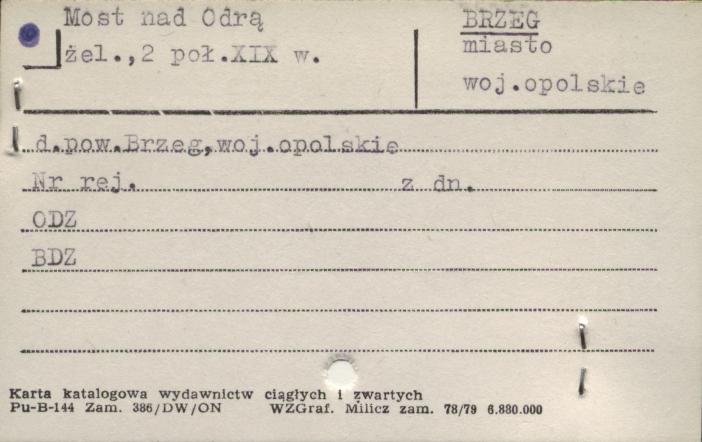 Most nad Odrą
żel.,2 poł.XIX w.
BRZEG
miasto
woj.opolskie
d.pow.Brzeg,woj.opolskie
Nr rej. z dn.
ODZ
BDZ
Karta katalogowa wydawnictw ciągłych i zwartych
Pu-B-144 Zam. 386/DW/ON WZGraf. Milicz zam. 78/79 6.880.000